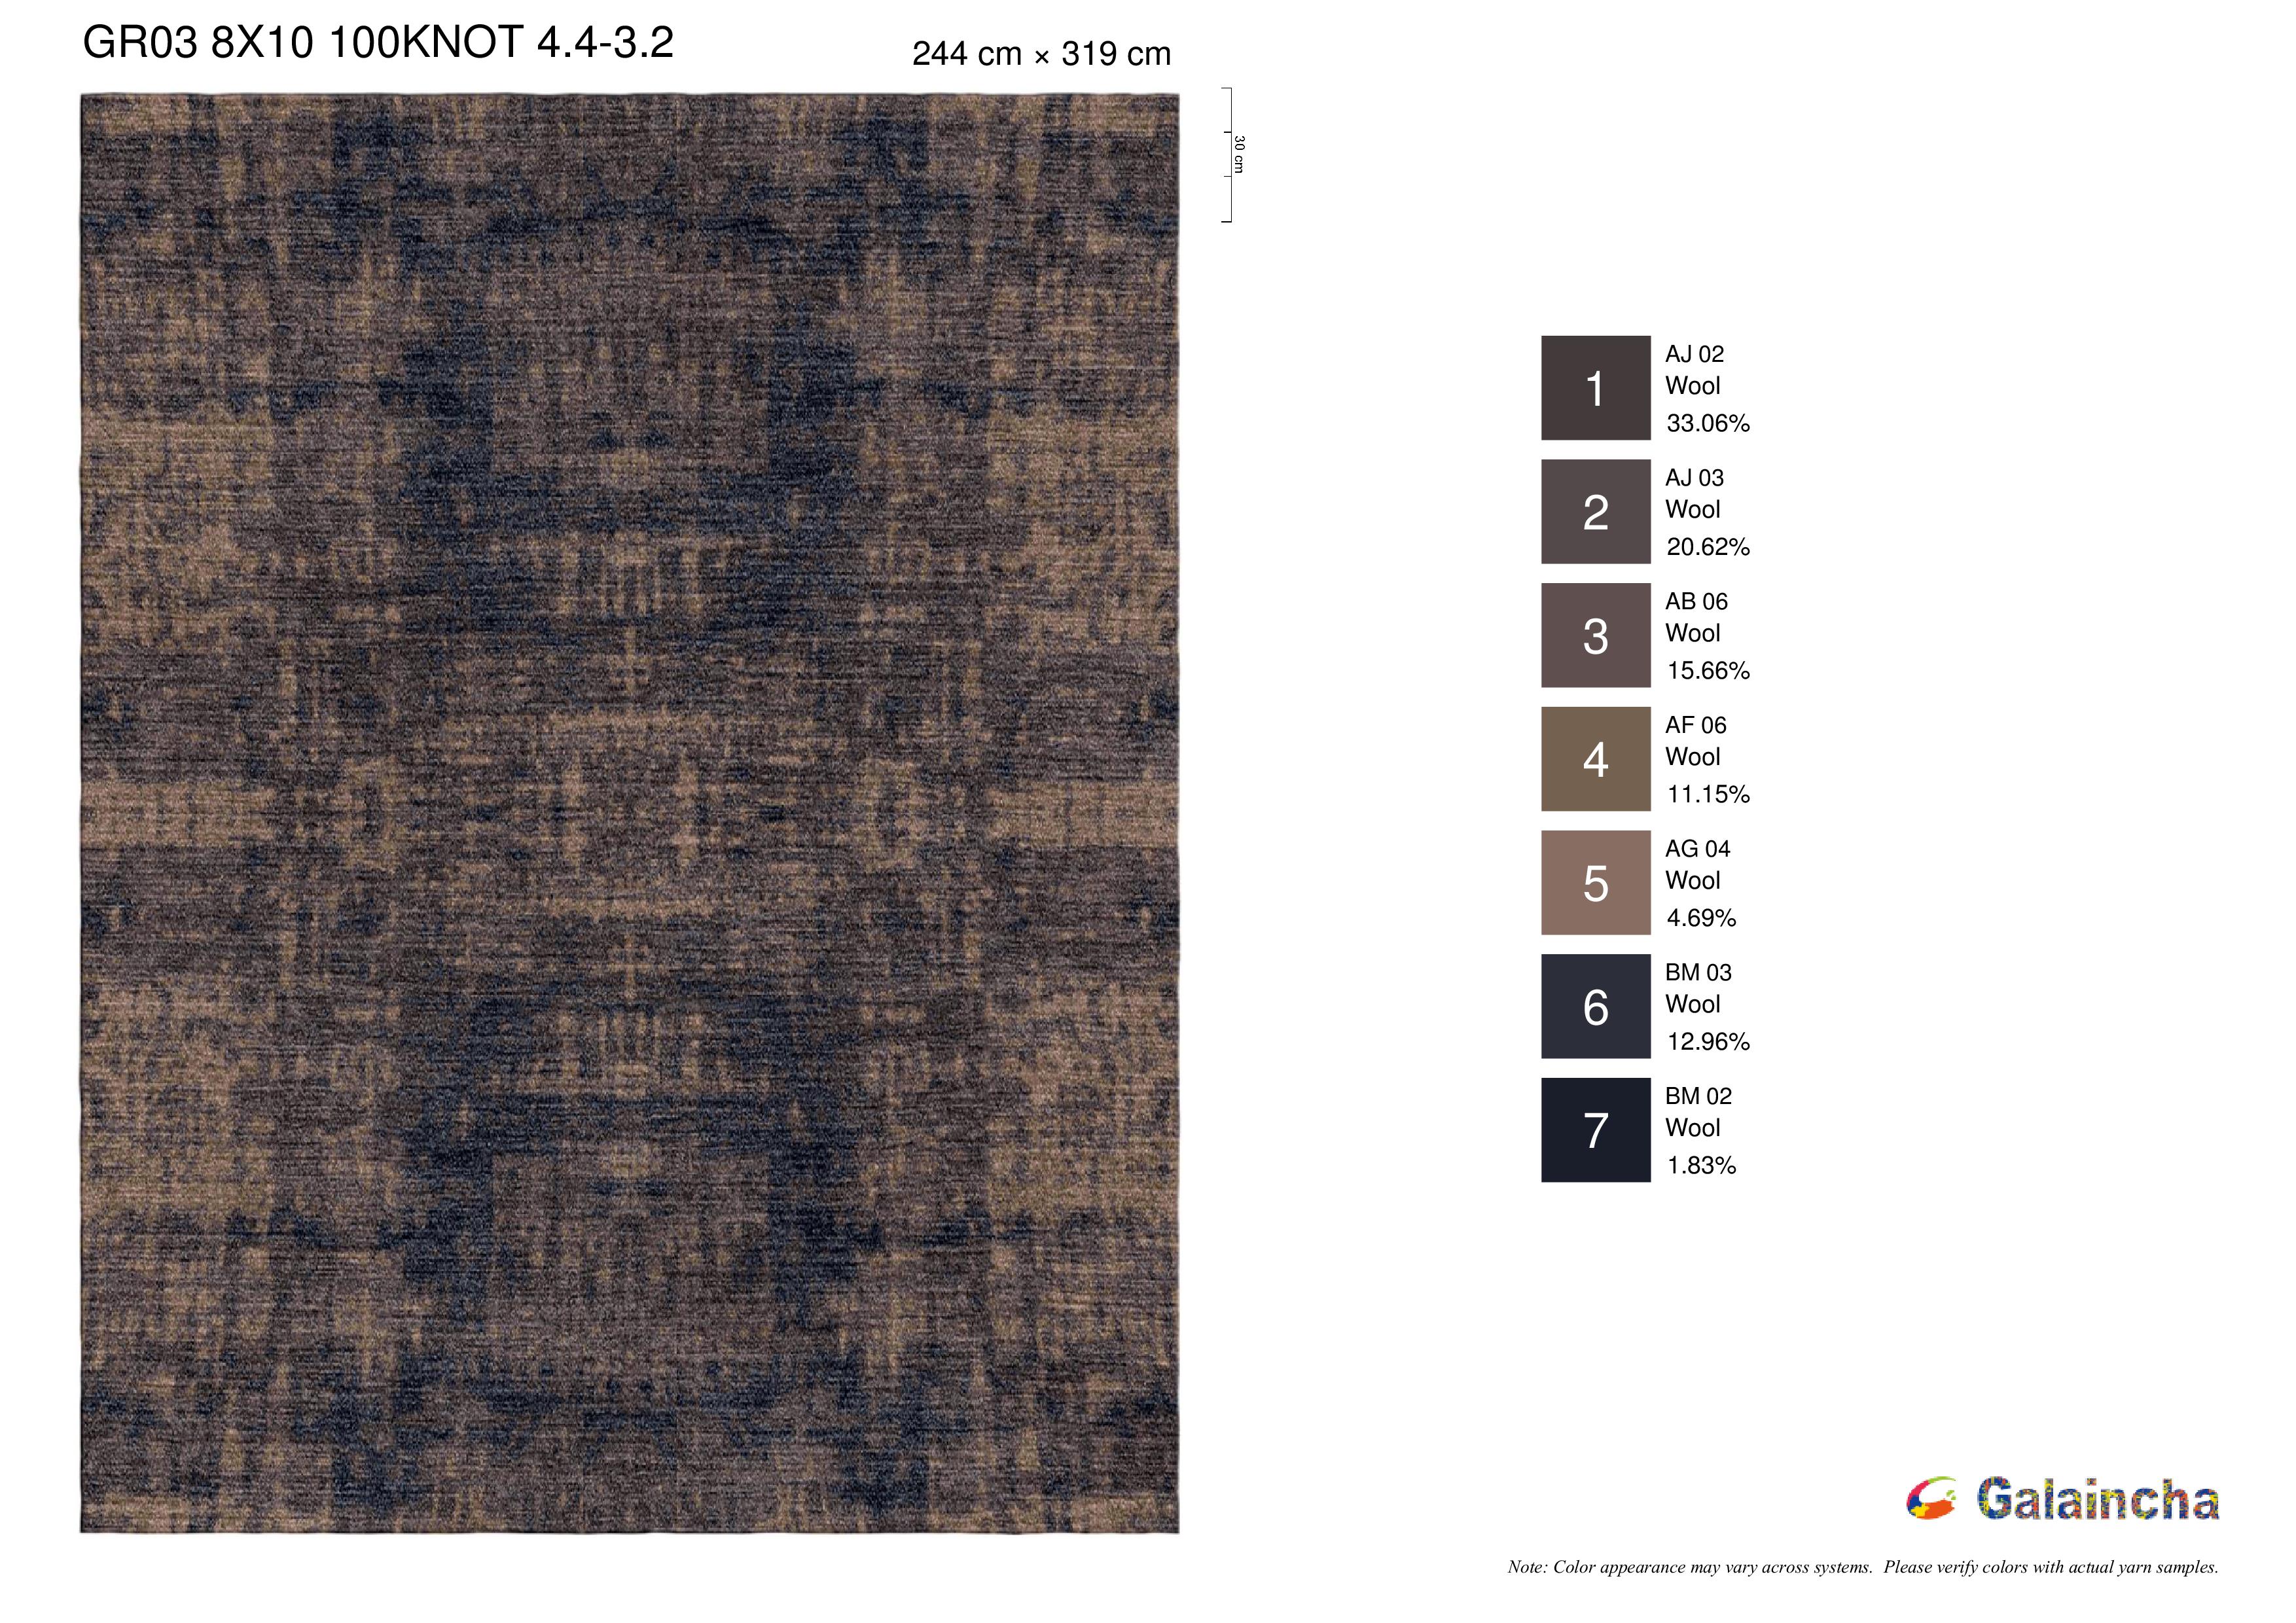 GR03 8X10 100KNOT 4.4-3.2
244 cm × 319 cm
30 cm
1
AJ 02
Wool
33.06%
2
AJ 03
Wool
20.62%
3
AB 06
Wool
15.66%
4
AF 06
Wool
11.15%
5
AG 04
Wool
4.69%
6
BM 03
Wool
12.96%
7
BM 02
Wool
1.83%
Galaincha
Note: Color appearance may vary across systems. Please verify colors with actual yarn samples.